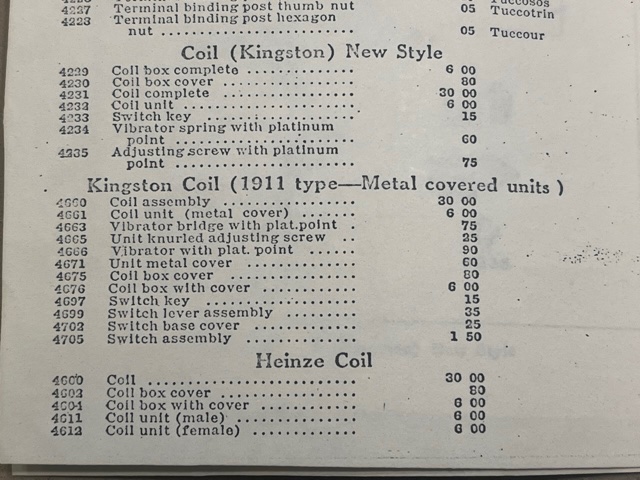 4227 Terminal binding post thumb nut 05 Tuccotrin
4228 Terminal binding post hexagon
nut .................... 05 Tuccour
Coil (Kingston) New Style
4229 Coil box complete ............ 6 00
4230 Coil box cover ............ 80
4231 Coil complete ............ 30 00
4232 Coil unit ............ 6 00
4233 Switch key ............ 15
4234 Vibrator spring with platinum
point .................... 60
4235 Adjusting screw with platinum
point .................... 75
Kingston Coil (1911 type—Metal covered units )
4660 Coil assembly ............ 30 00
4661 Coil unit (metal cover) ....... 6 00
4663 Vibrator bridge with plat.point . 75
4665 Unit knurled adjusting screw .. 25
4666 Vibrator with plat. point ...... 90
4671 Unit metal cover ............ 60
4675 Coil box cover ............ 80
4676 Coil box with cover ............ 6 00
4697 Switch key ............ 15
4699 Switch lever assembly ......... 35
4702 Switch base cover ............ 25
4705 Switch assembly ............ 1 50
Heinze Coil
4600 Coil ........................ 30 00
4603 Coil box cover ............ 80
4604 Coil box with cover ............ 6 00
4611 Coil unit (male) ............ 6 00
4612 Coil unit (female) ............ 6 00